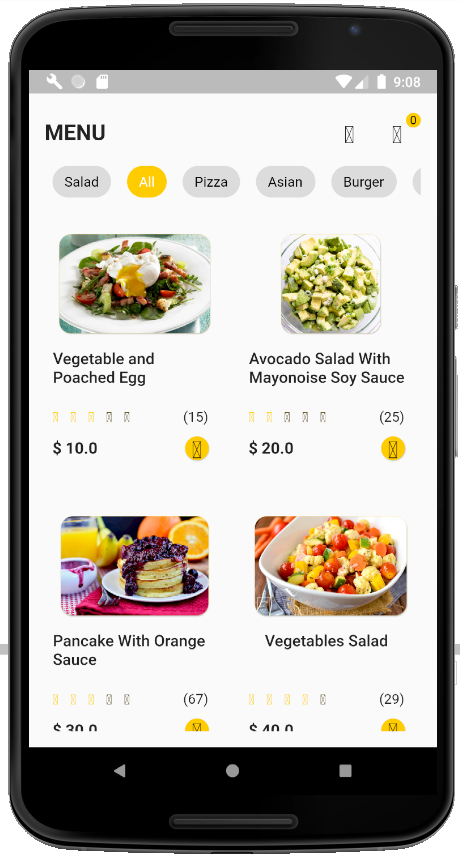 9:08
MENU
0
Salad All Pizza Asian Burger
Vegetable and
Poached Egg
Avocado Salad With
Mayonoise Soy Sauce
(15)
(25)
$ 10.0
$ 20.0
Pancake With Orange
Sauce
Vegetables Salad
(67)
(29)
$ 30.0
$ 40.0